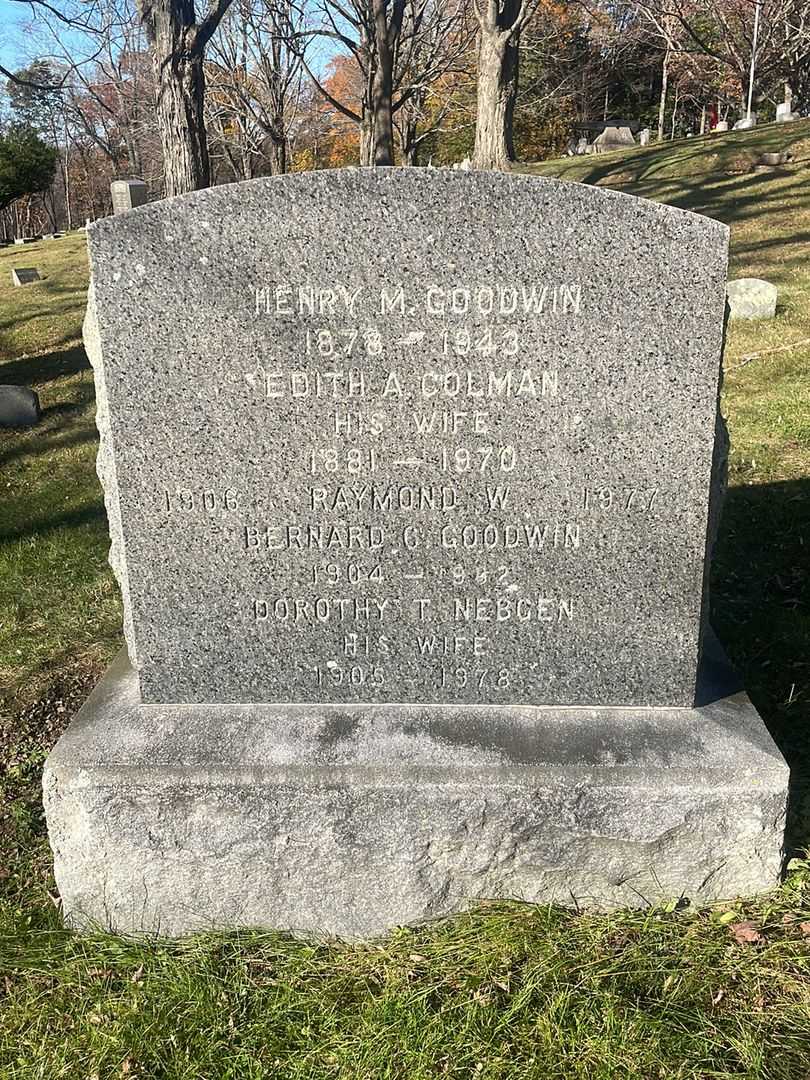 HENRY M. GOODWIN
1878 – 1943
EDITH A. COLMAN
HIS WIFE
1881 – 1970
1906 RAYMOND W. 1977
BERNARD C. GOODWIN
1904 –
DOROTHY T. NEBGEN
HIS WIFE
1905 – 1978